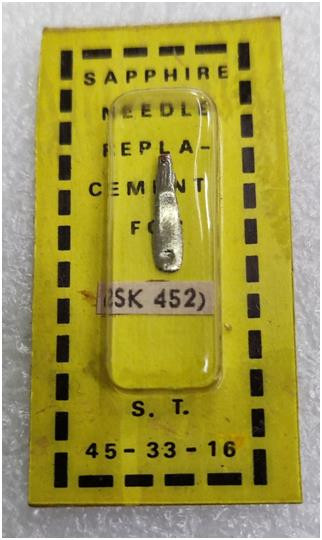 SAPPHIRE
NEEDLE
REPLA-
CEMENT
FOR
SK 452)
S. T.
45-33-16